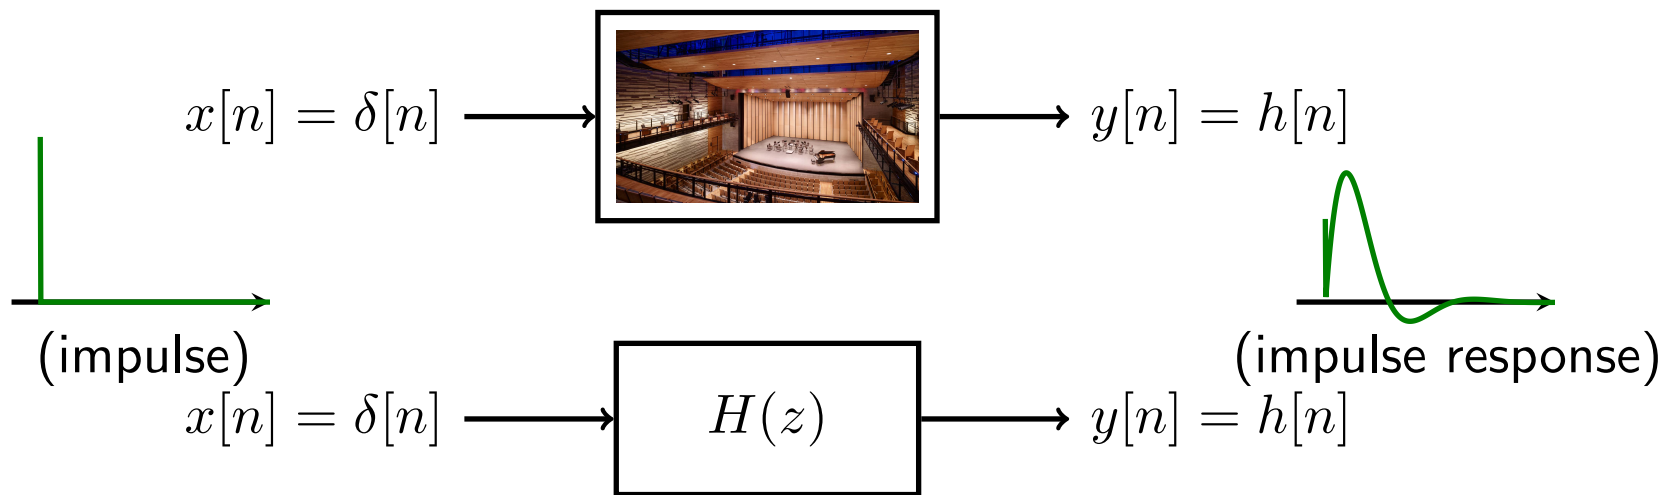 x[n] = δ[n]
y[n] = h[n]
(impulse)
(impulse response)
x[n] = δ[n]
H(z)
y[n] = h[n]